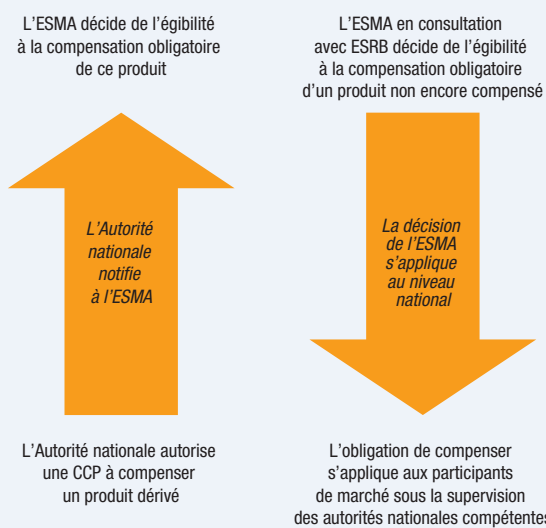 L'ESMA décide de l'égibilité
à la compensation obligatoire
de ce produit
L'Autorité
nationale
notifie
à l'ESMA
L'Autorité nationale autorise
une CCP à compenser
un produit dérivé
L'ESMA en consultation
avec ESRB décide de l'égibilité
à la compensation obligatoire
d'un produit non encore compensé
La décision
de l'ESMA
s'applique
au niveau
national
L'obligation de compenser
s'applique aux participants
de marché sous la supervision
des autorités nationales compétentes